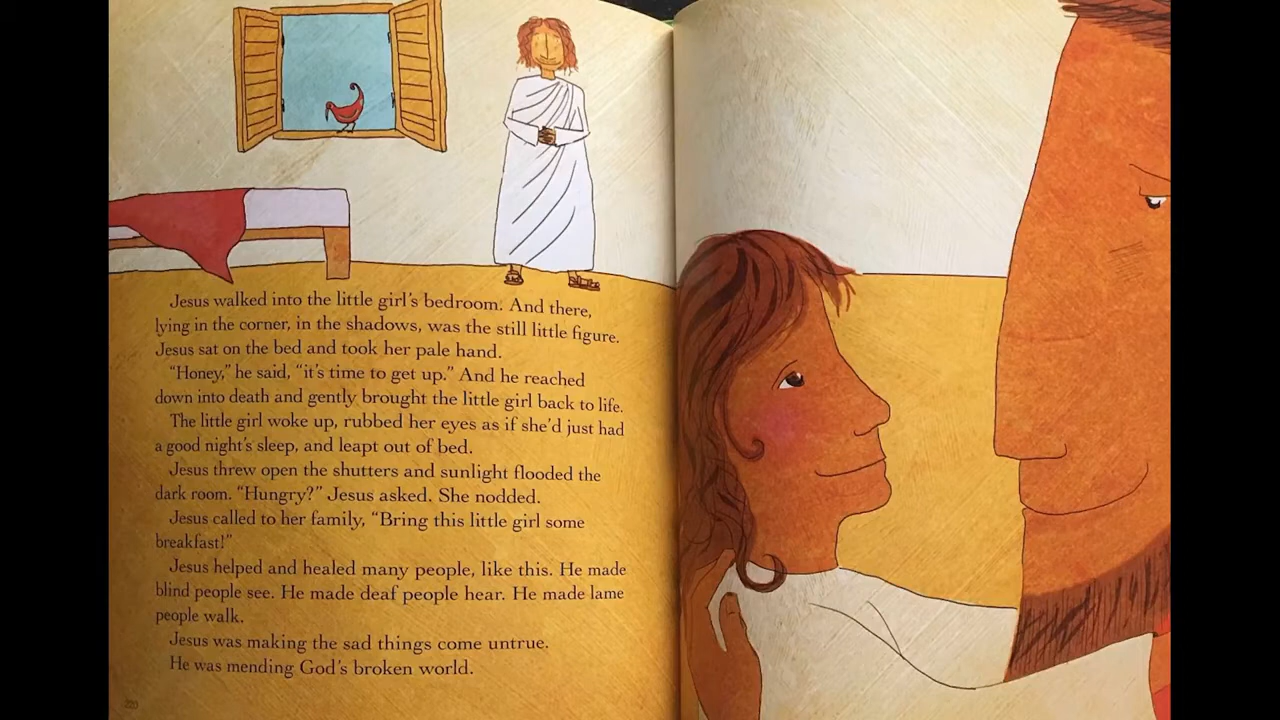 Jesus walked into the little girl's bedroom. And there,
lying in the corner, in the shadows, was the still little figure.
Jesus sat on the bed and took her pale hand.
"Honey," he said, "it's time to get up." And he reached
down into death and gently brought the little girl back to life.
The little girl woke up, rubbed her eyes as if she'd just had
a good night's sleep, and leapt out of bed.
Jesus threw open the shutters and sunlight flooded the
dark room. "Hungry?" Jesus asked. She nodded.
Jesus called to her family, "Bring this little girl some
breakfast!"
Jesus helped and healed many people, like this. He made
blind people see. He made deaf people hear. He made lame
people walk.
Jesus was making the sad things come untrue.
He was mending God's broken world.
220